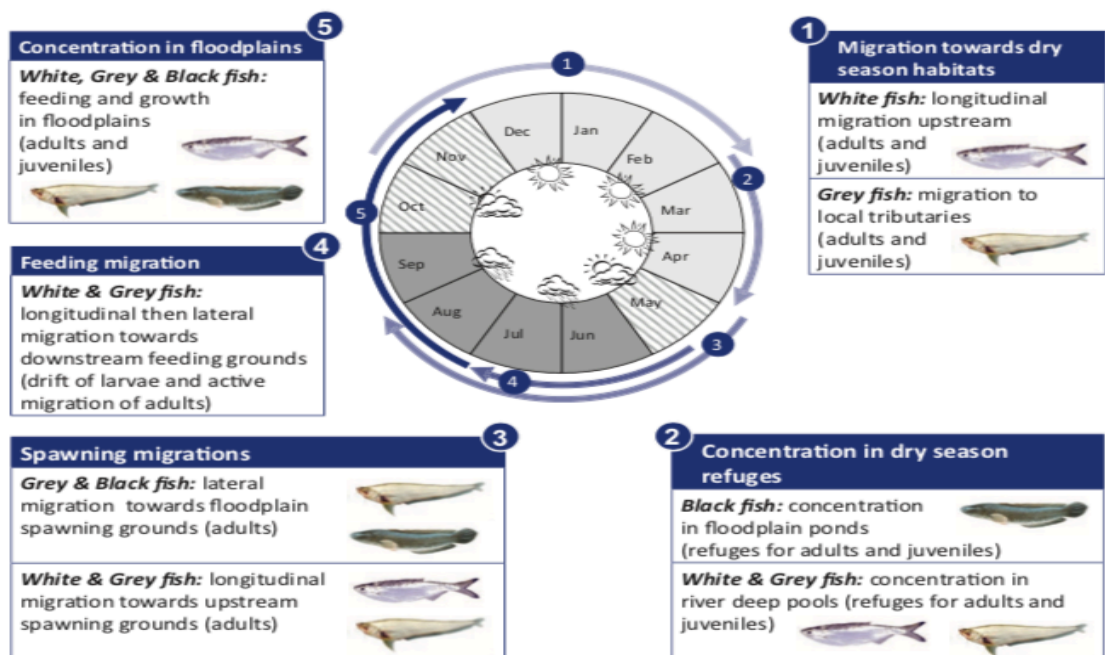 5
Concentration in floodplains
White, Grey & Black fish:
feeding and growth
in floodplains
(adults and
juveniles)
4
Feeding migration
White & Grey fish:
longitudinal then lateral
migration towards
downstream feeding grounds
(drift of larvae and active
migration of adults)
3
Spawning migrations
Grey & Black fish: lateral
migration towards floodplain
spawning grounds (adults)
White & Grey fish: longitudinal
migration towards upstream
spawning grounds (adults)
1
Dec
Jan
Nov
Feb
2
Oct
Mar
5
Sep
Apr
Aug
May
Jul
Jun
3
4
1
Migration towards dry
season habitats
White fish: longitudinal
migration upstream
(adults and
juveniles)
Grey fish: migration to
local tributaries
(adults and
juveniles)
2
Concentration in dry season
refuges
Black fish: concentration
in floodplain ponds
(refuges for adults and juveniles)
White & Grey fish: concentration in
river deep pools (refuges for adults and
juveniles)